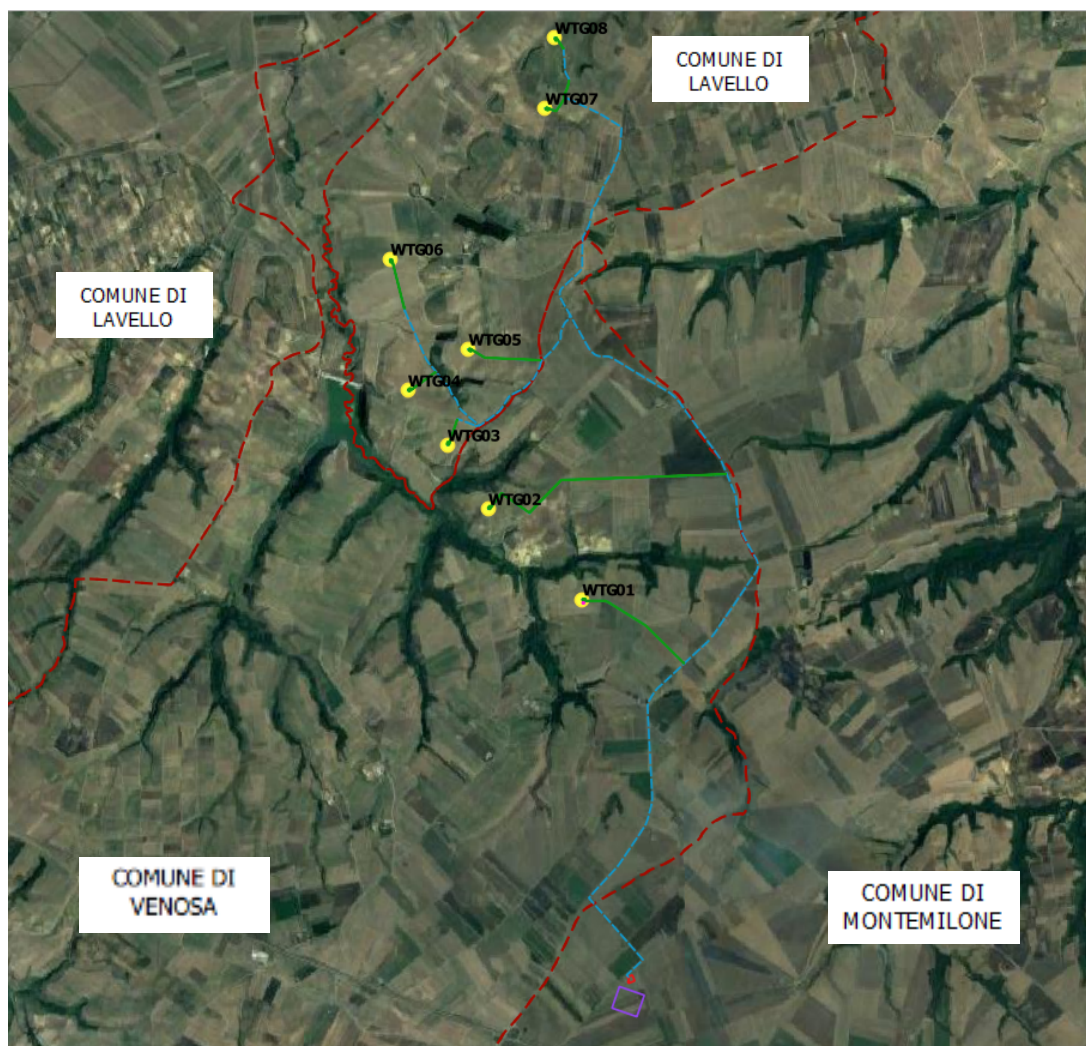 WTG08
COMUNE DI
LAVELLO
WTG07
WTG06
COMUNE DI
LAVELLO
WTG05
WTG04
WTG03
WTG02
WTG01
COMUNE DI
VENOSA
COMUNE DI
MONTEMILONE